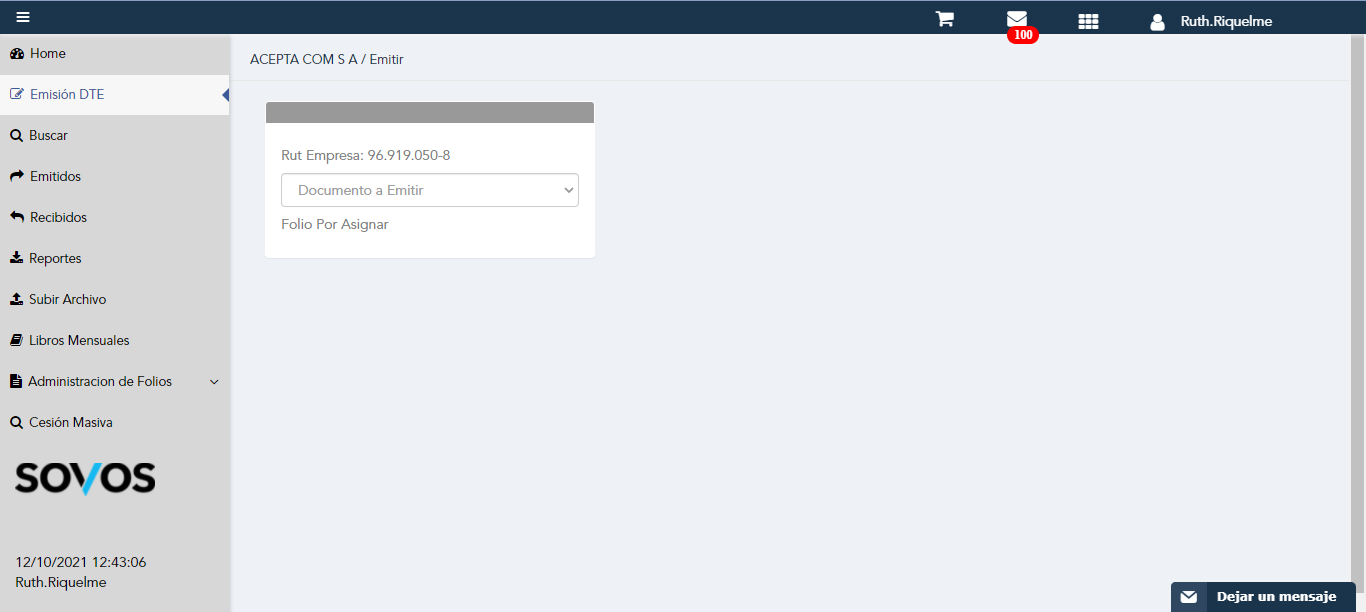 100
Ruth.Riquelme
Home
Emisión DTE
Buscar
Emitidos
Recibidos
Reportes
Subir Archivo
Libros Mensuales
Administracion de Folios
Cesión Masiva
SOVOS
12/10/2021 12:43:06
Ruth.Riquelme
ACEPTA COM S A / Emitir
Rut Empresa: 96.919.050-8
Documento a Emitir
Folio Por Asignar
Dejar un mensaje